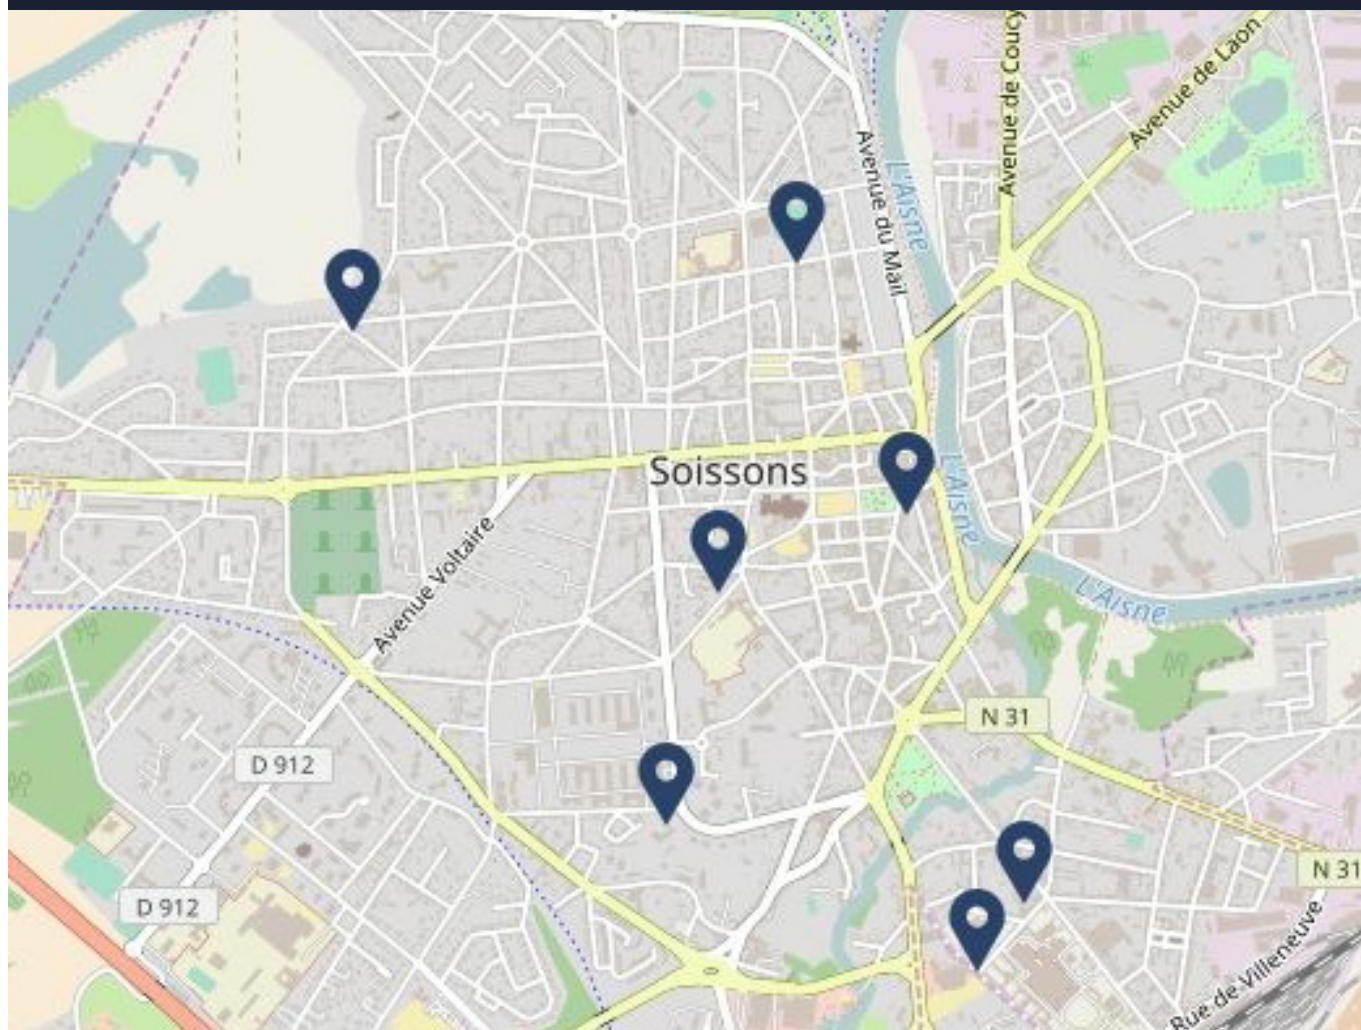 Avenue de Coucy
Avenue de Laon
Avenue du Mail
L'Aisne
Soissons
L'Aisne
Avenue Voltaire
L'Aisne
N 31
D 912
N 31
D 912
Rue de Villeneuve